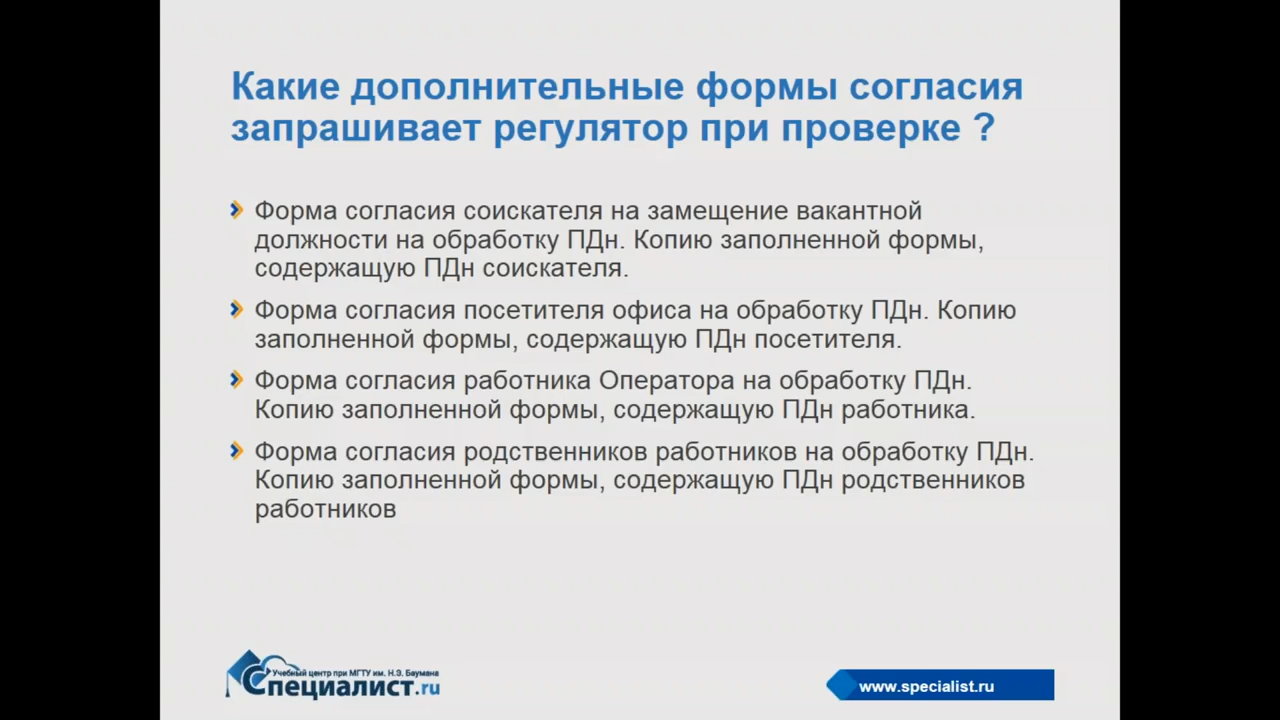 Какие дополнительные формы согласия
запрашивает регулятор при проверке ?
Форма согласия соискателя на замещение вакантной
должности на обработку ПДн. Копию заполненной формы,
содержащую ПДн соискателя.
Форма согласия посетителя офиса на обработку ПДн. Копию
заполненной формы, содержащую ПДн посетителя.
Форма согласия работника Оператора на обработку ПДн.
Копию заполненной формы, содержащую ПДн работника.
Форма согласия родственников работников на обработку ПДн.
Копию заполненной формы, содержащую ПДн родственников
работников
Учебный центр при МГТУ им. Н.Э. Баумана
Специалист.ru
www.specialist.ru